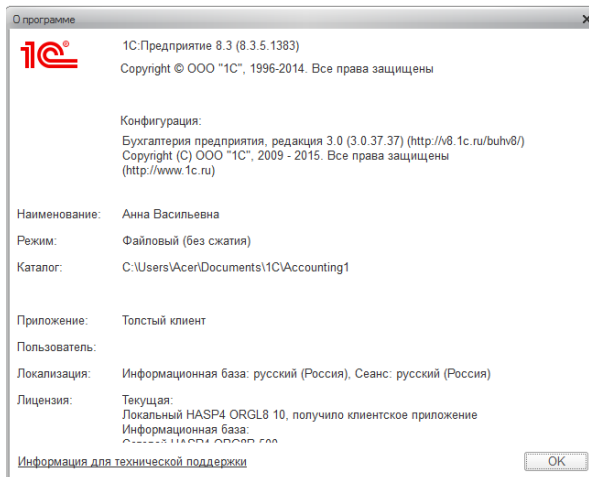 О программе
1С:Предприятие 8.3 (8.3.5.1383)
Copyright © ООО "1С", 1996-2014. Все права защищены
Конфигурация:
Бухгалтерия предприятия, редакция 3.0 (3.0.37.37) (http://v8.1c.ru/buhv8/)
Copyright (С) ООО "1С", 2009 - 2015. Все права защищены
(http://www.1c.ru)
Наименование: Анна Васильевна
Режим: Файловый (без сжатия)
Каталог: C:\Users\Acer\Documents\1C\Accounting1
Приложение: Толстый клиент
Пользователь:
Локализация: Информационная база: русский (Россия), Сеанс: русский (Россия)
Лицензия: Текущая:
Локальный HASP4 ORGL8 10, получило клиентское приложение
Информационная база:
Сетевой HASP4 ORG8B 500
Информация для технической поддержки
OK